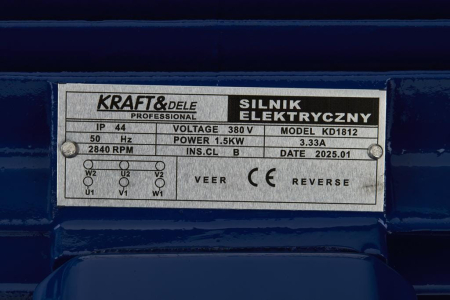 KRAFT&DELE
PROFESSIONAL
SILNIK
ELEKTRYCZNY
IP 44 VOLTAGE 380 V MODEL KD1812
50 Hz POWER 1.5KW 3.33A
2840 RPM INS.CL B DATE 2025.01
W2 U2 V2
VEER CE REVERSE
U1 V1 W1